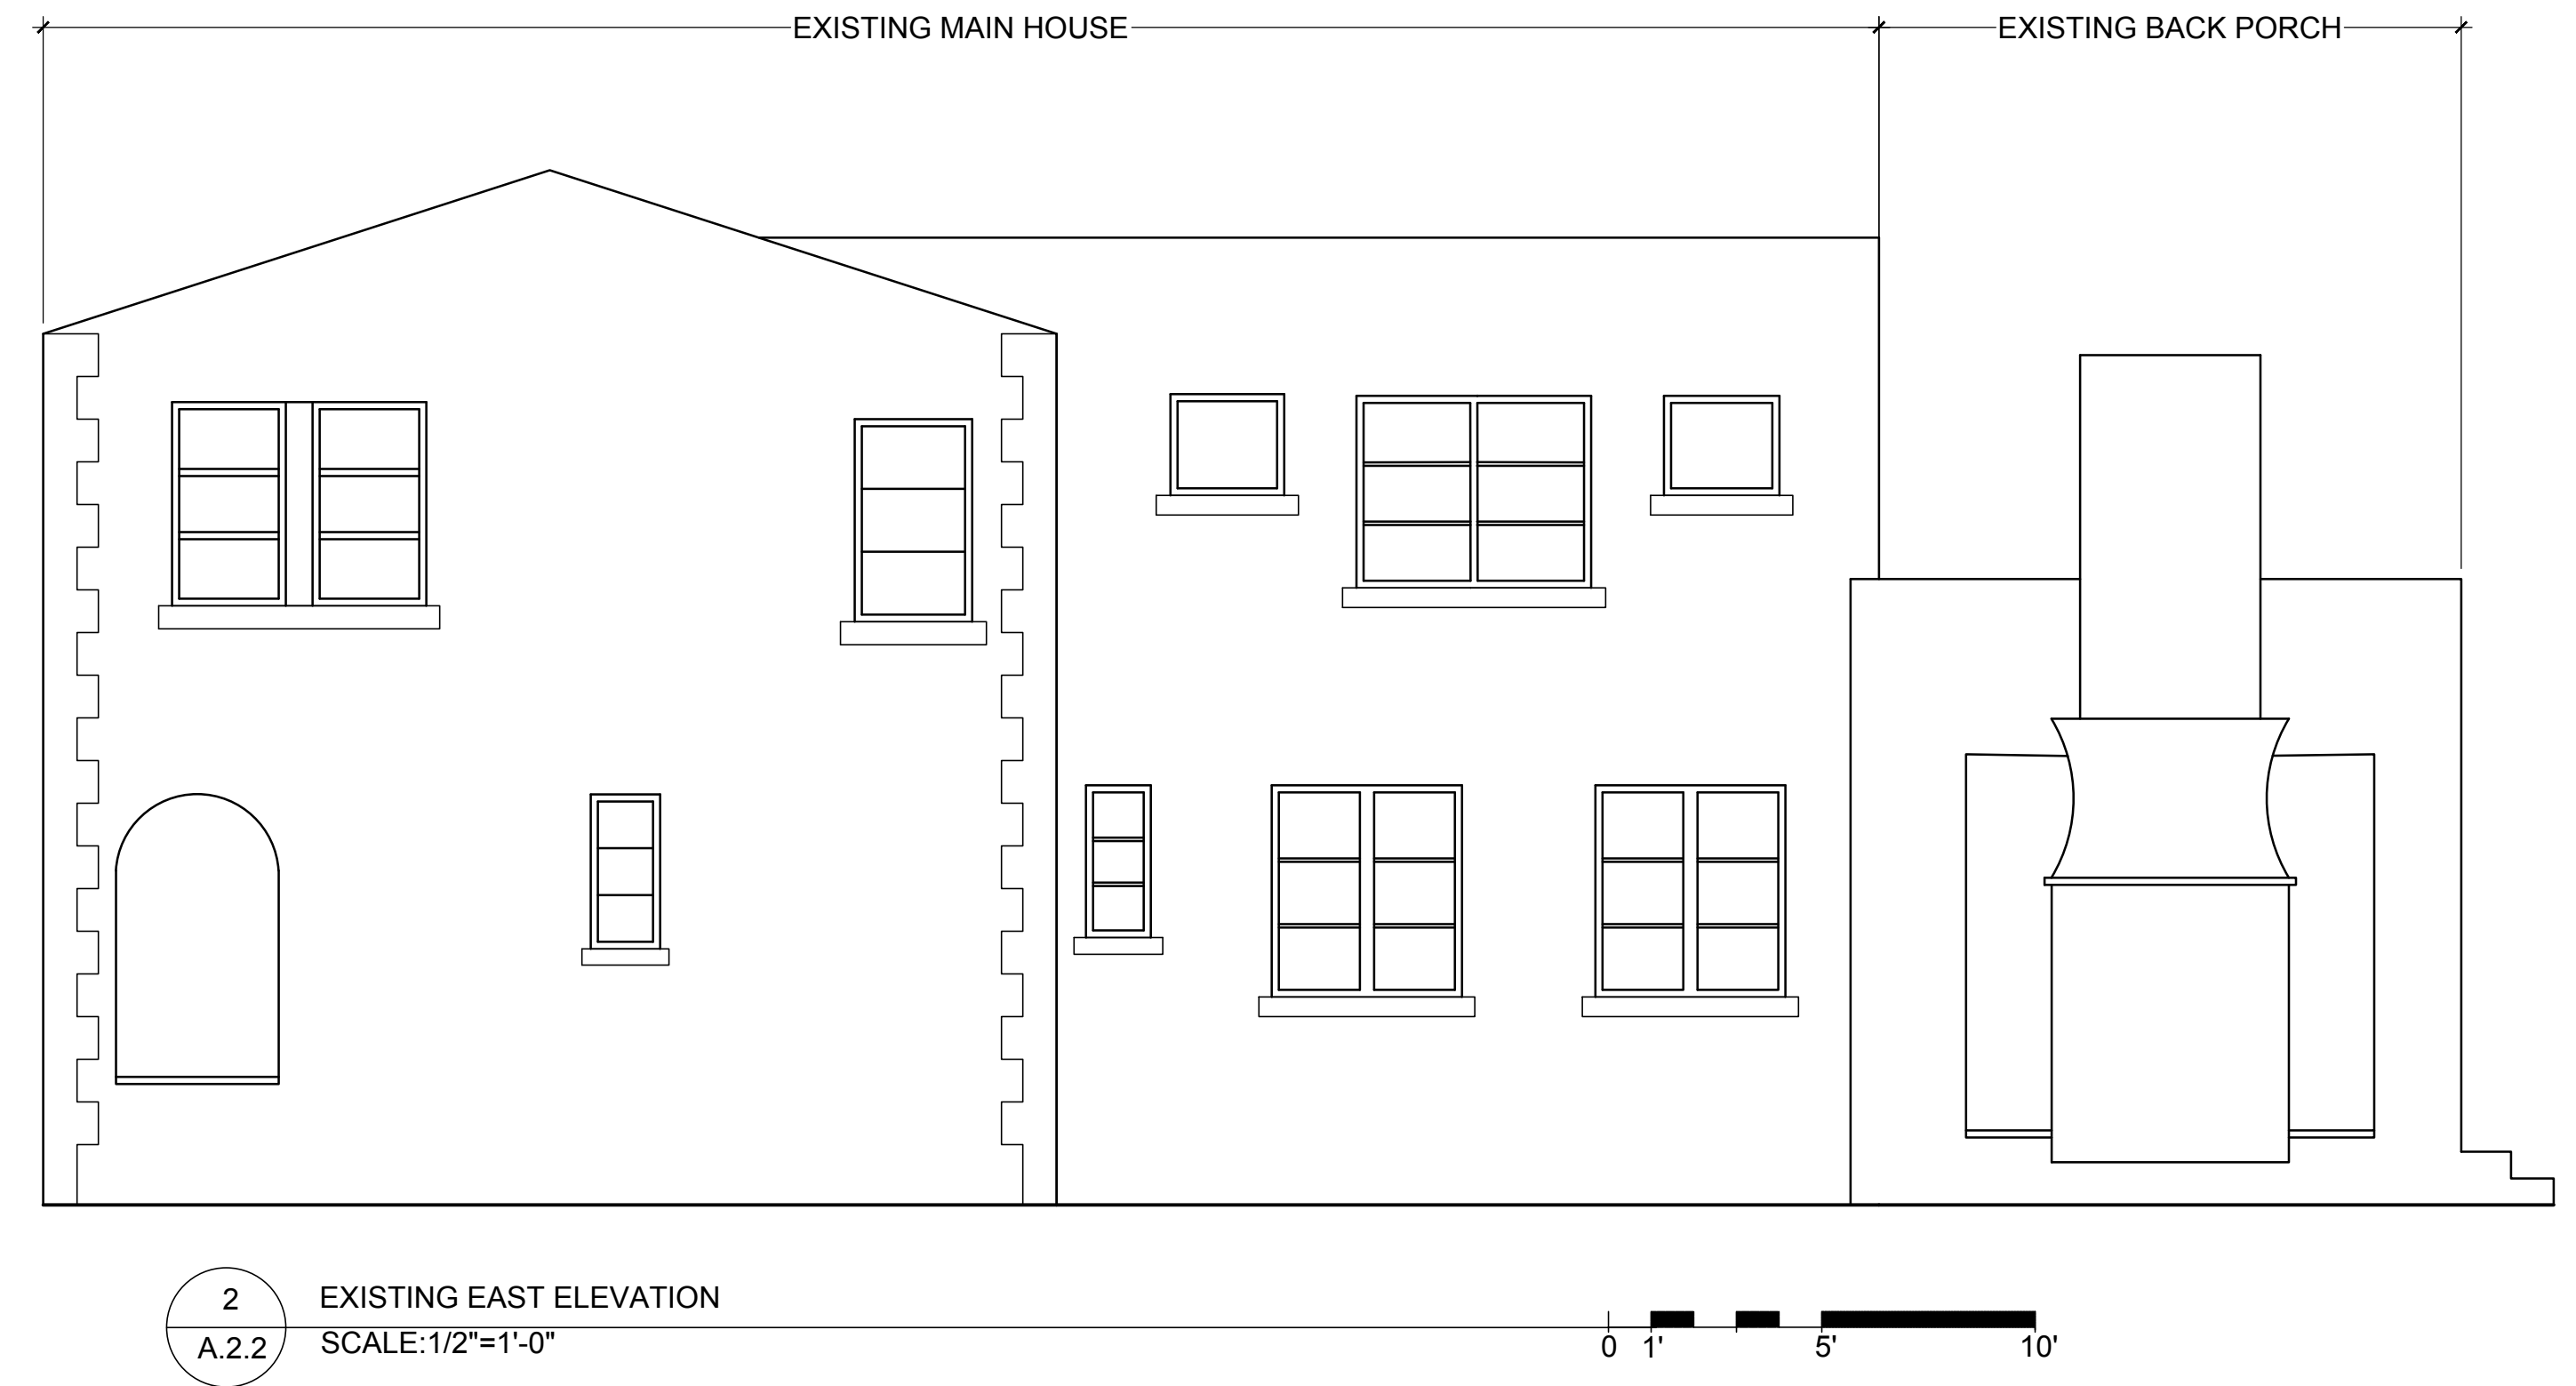 EXISTING MAIN HOUSE
EXISTING BACK PORCH
2
A.2.2
EXISTING EAST ELEVATION
SCALE:1/2"=1'-0"
0 1' 5' 10'